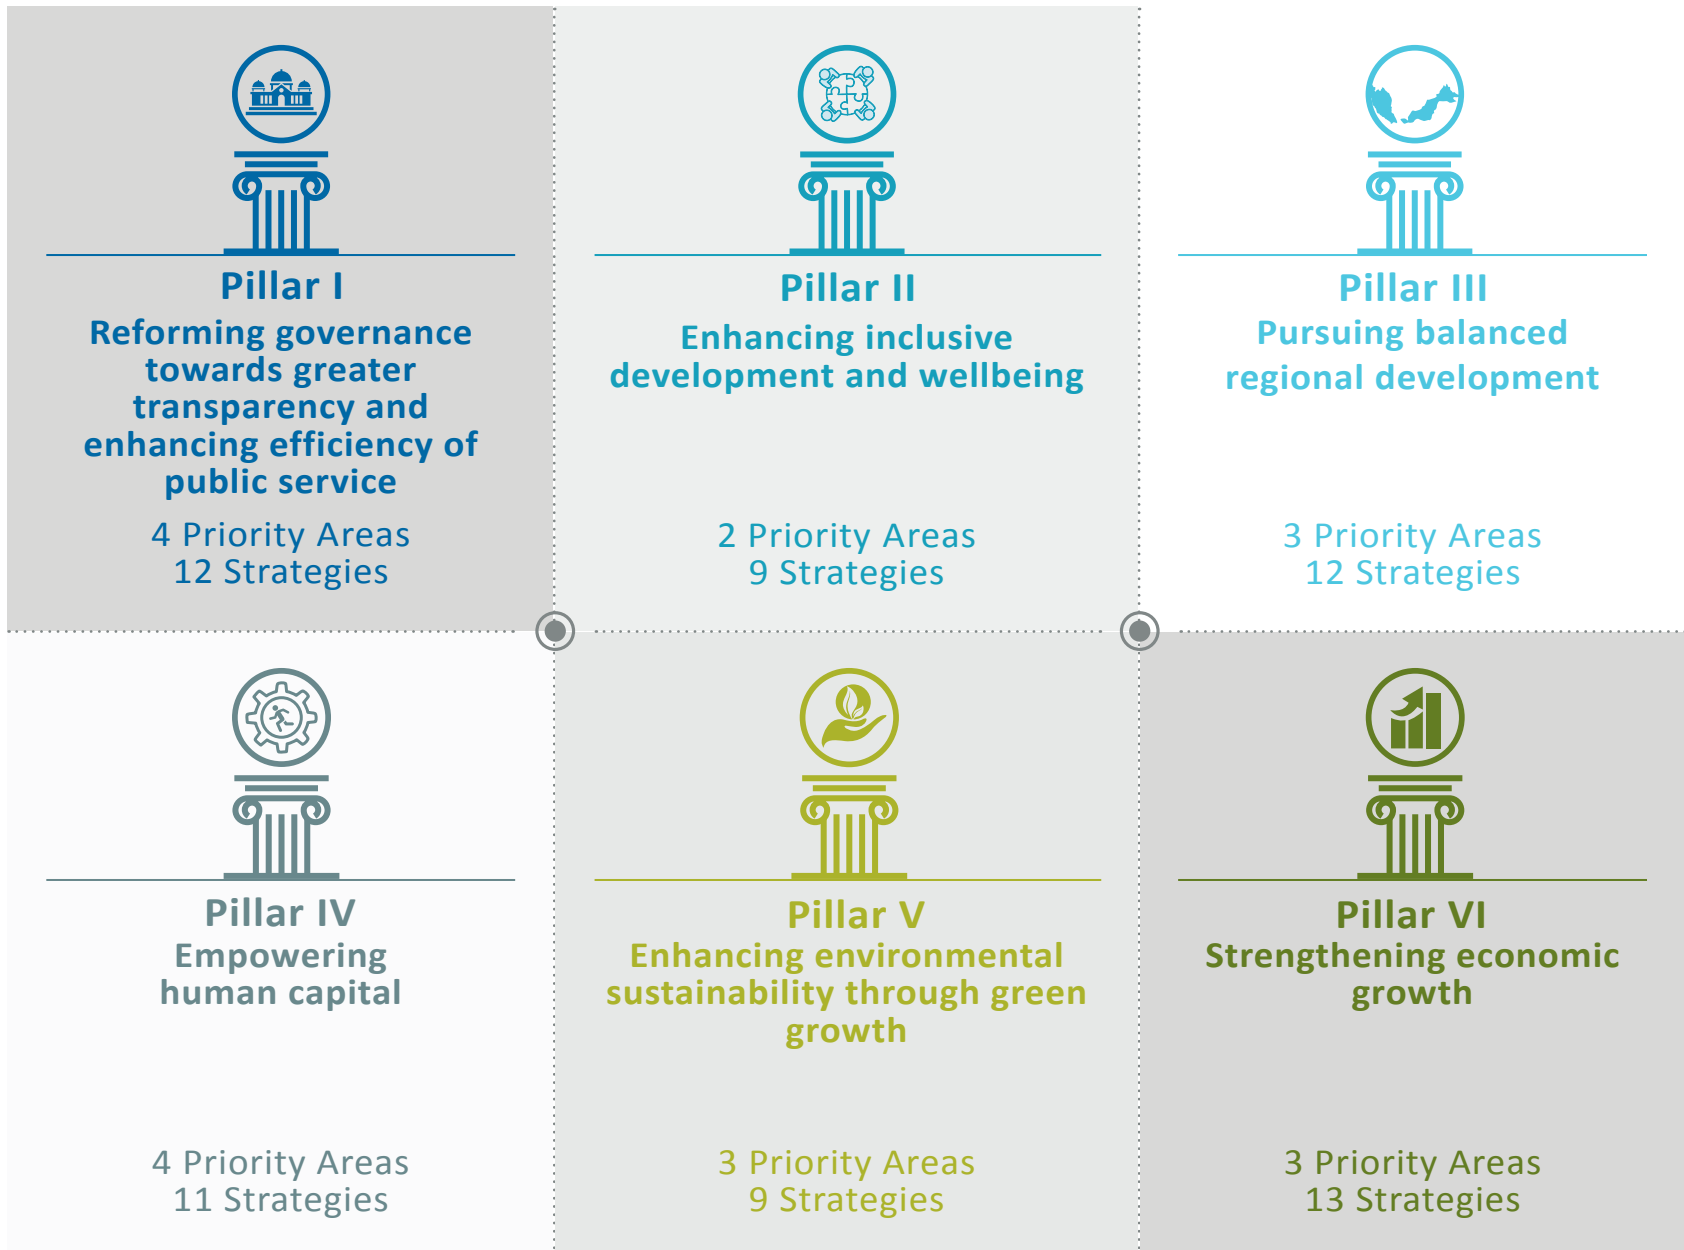 Pillar I
Reforming governance
towards greater
transparency and
enhancing efficiency of
public service
4 Priority Areas
12 Strategies
Pillar II
Enhancing inclusive
development and wellbeing
2 Priority Areas
9 Strategies
Pillar III
Pursuing balanced
regional development
3 Priority Areas
12 Strategies
Pillar IV
Empowering
human capital
4 Priority Areas
11 Strategies
Pillar V
Enhancing environmental
sustainability through green
growth
3 Priority Areas
9 Strategies
Pillar VI
Strengthening economic
growth
3 Priority Areas
13 Strategies